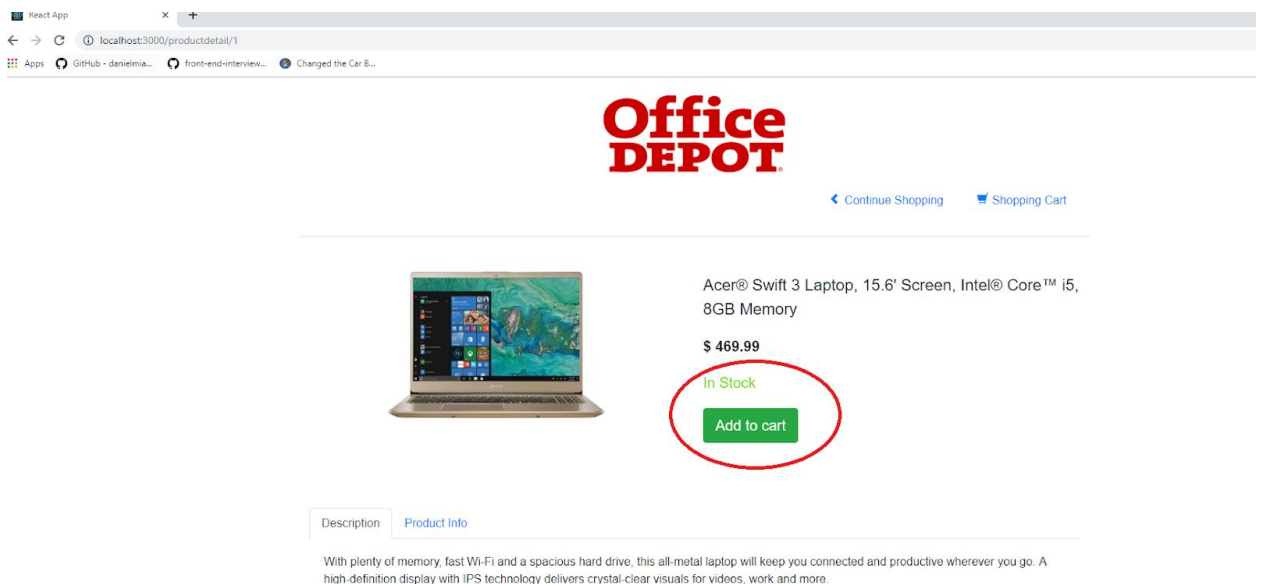 React App
localhost:3000/productdetail/1
Apps GitHub - danielmia... front-end-interview... Changed the Car B...
Office
DEPOT
Continue Shopping Shopping Cart
Acer® Swift 3 Laptop, 15.6' Screen, Intel® Core™ i5,
8GB Memory
$ 469.99
In Stock
Add to cart
Description Product Info
With plenty of memory, fast Wi-Fi and a spacious hard drive, this all-metal laptop will keep you connected and productive wherever you go. A
high-definition display with IPS technology delivers crystal-clear visuals for videos, work and more.